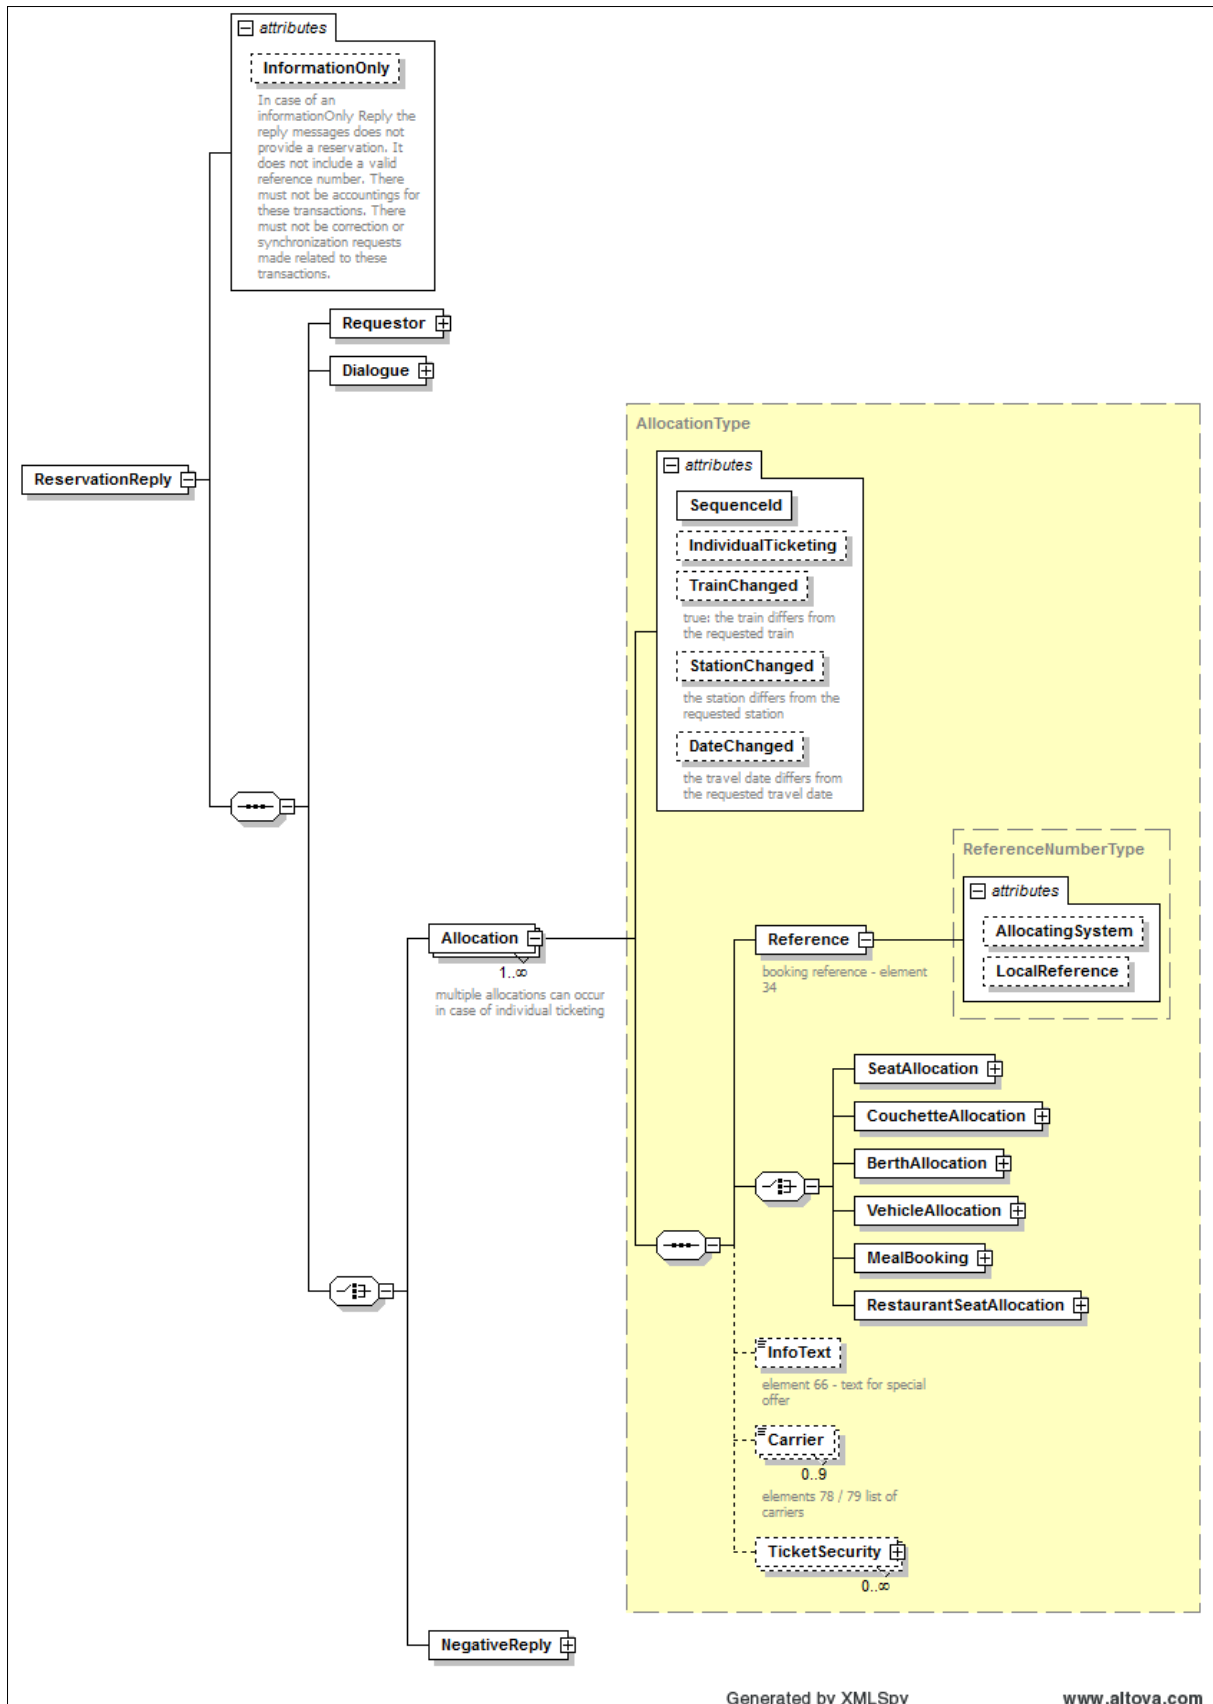 attributes
InformationOnly
In case of an
informationOnly Reply the
reply messages does not
provide a reservation. It
does not include a valid
reference number. There
must not be accountings for
these transactions. There
must not be correction or
synchronization requests
made related to these
transactions.
Requestor
Dialogue
ReservationReply
AllocationType
attributes
SequenceId
IndividualTicketing
TrainChanged
true: the train differs from
the requested train
StationChanged
the station differs from the
requested station
DateChanged
the travel date differs from
the requested travel date
Allocation
1..∞
multiple allocations can occur
in case of individual ticketing
Reference
booking reference - element
34
ReferenceNumberType
attributes
AllocatingSystem
LocalReference
SeatAllocation
CouchetteAllocation
BerthAllocation
VehicleAllocation
MealBooking
RestaurantSeatAllocation
InfoText
element 66 - text for special
offer
Carrier
0..9
elements 78 / 79 list of
carriers
TicketSecurity
0..∞
NegativeReply
Generated by XMLSpy www.altova.com